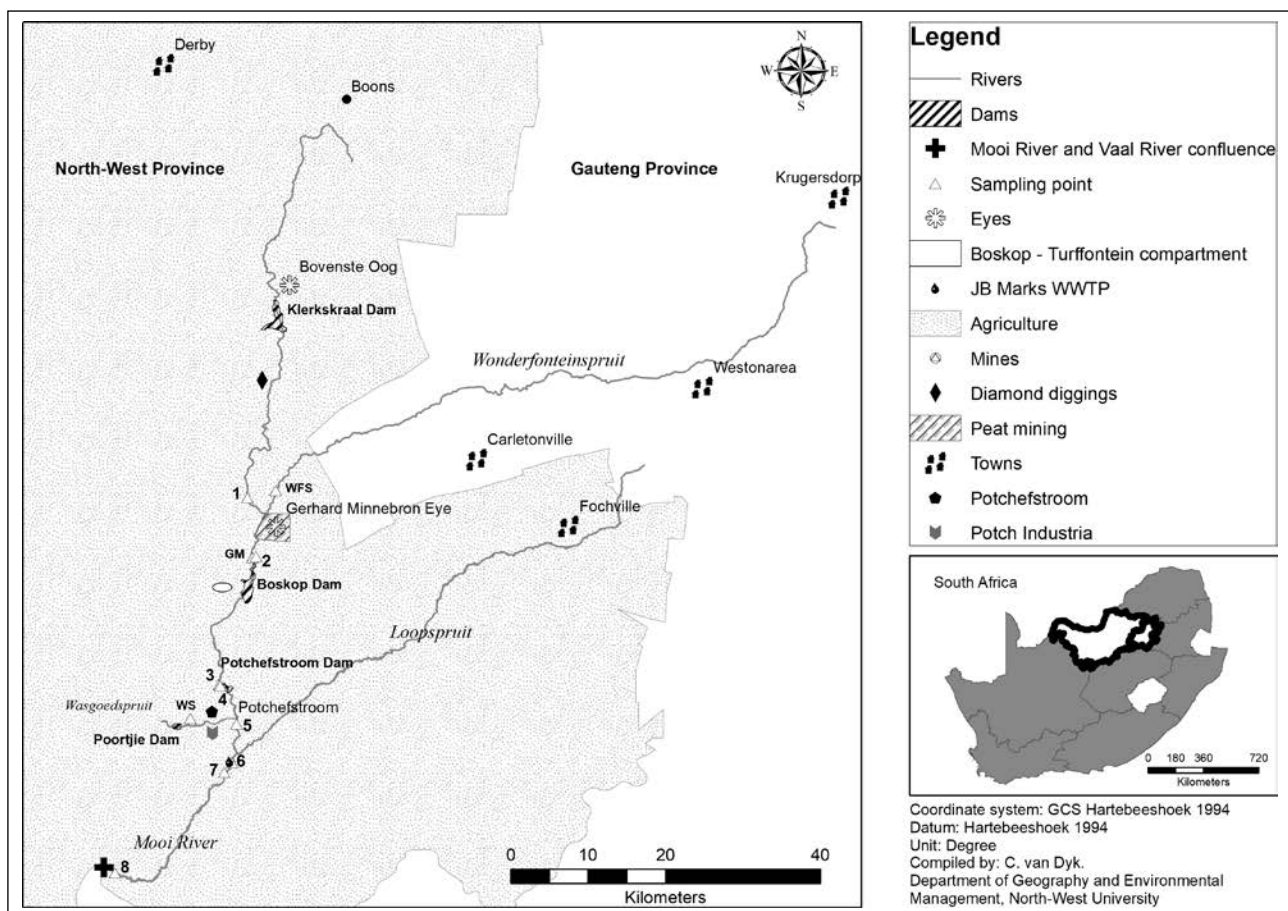 Derby
Boons
N
W E
S
North-West Province
Gauteng Province
Krugersdorp
Bovenste Oog
Klerkskraal Dam
Wonderfonteinspruit
Westonarea
Carletonville
1
WFS
Gerhard Minnebron Eye
Fochville
GM
2
Boskop Dam
Loopspruit
3
Potchefstroom Dam
4
Wasgoedspruit
WS
Potchefstroom
5
Poortjie Dam
6
7
Mooi River
8
0 10 20 40
Kilometers
Legend
Rivers
Dams
Mooi River and Vaal River confluence
Sampling point
Eyes
Boskop - Turffontein compartment
JB Marks WWTP
Agriculture
Mines
Diamond diggings
Peat mining
Towns
Potchefstroom
Potch Industria
South Africa
0 180 360 720
Kilometers
Coordinate system: GCS Hartebeeshoek 1994
Datum: Hartebeeshoek 1994
Unit: Degree
Compiled by: C. van Dyk.
Department of Geography and Environmental
Management, North-West University